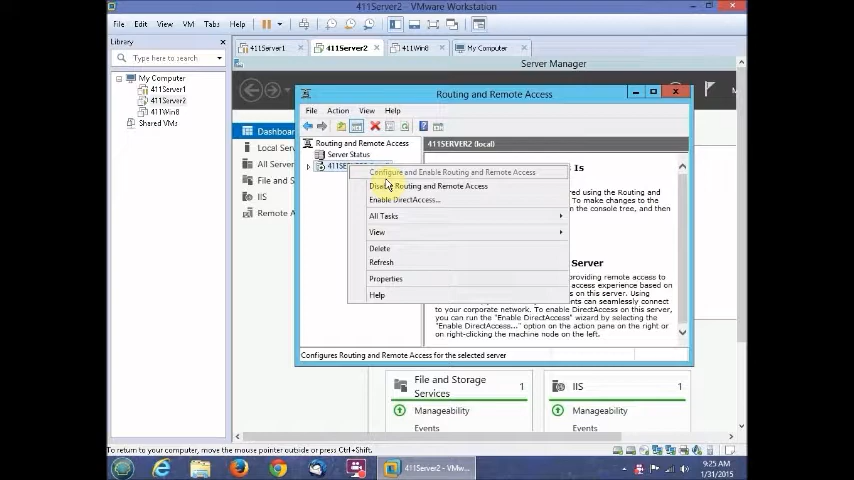 411Server2 - VMware Workstation
File Edit View VM Tabs Help
Library
Type here to search
My Computer
411Server1
411Server2
411Win8
Shared VMs
411Server1 411Server2 411Win8 My Computer
Server Manager
Dashboar
Local Serv
All Server
File and S
IIS
Remote A
Routing and Remote Access
File Action View Help
Routing and Remote Access
Server Status
411SE
411SERVER2 (local)
Configure and Enable Routing and Remote Access
Disable Routing and Remote Access
Enable DirectAccess...
All Tasks
View
Delete
Refresh
Properties
Help
Is
red using the Routing and
To make changes to the
console tree, and
Server
providing remote access to
access experience based on
on this server. Using
ents can seamlessly connect
to your corporate network. To enable DirectAccess on this server,
you can run the "Enable DirectAccess" wizard by selecting the
"Enable DirectAccess..." option on the action pane on the right or
on right-clicking the machine node on the left.
Configures Routing and Remote Access for the selected server
File and Storage Services 1
Manageability
Events
IIS 1
Manageability
Events
To return to your computer, move the mouse pointer outside or press Ctrl+Shift.
411Server2 - VMw...
9:25 AM
1/31/2015